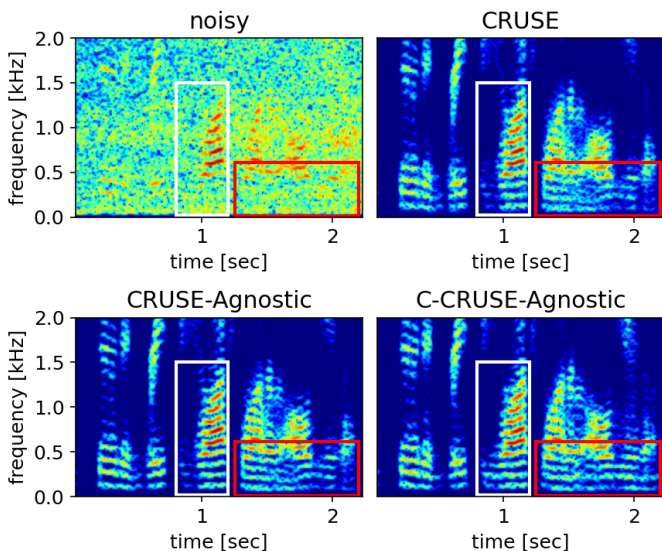 noisy
CRUSE
2.0
1.5
1.0
0.5
0.0
frequency [kHz]
1
2
time [sec]
1
2
time [sec]
CRUSE-Agnostic
C-CRUSE-Agnostic
2.0
1.5
1.0
0.5
0.0
frequency [kHz]
1
2
time [sec]
1
2
time [sec]